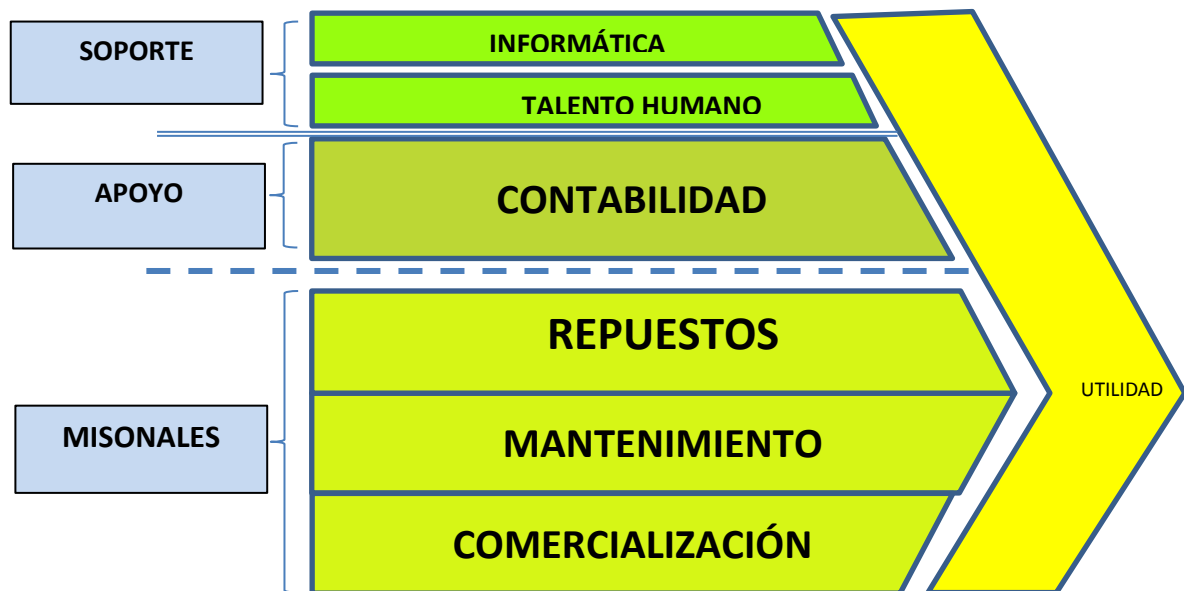 SOPORTE
INFORMÁTICA
TALENTO HUMANO
APOYO
CONTABILIDAD
REPUESTOS
MISONALES
MANTENIMIENTO
COMERCIALIZACIÓN
UTILIDAD